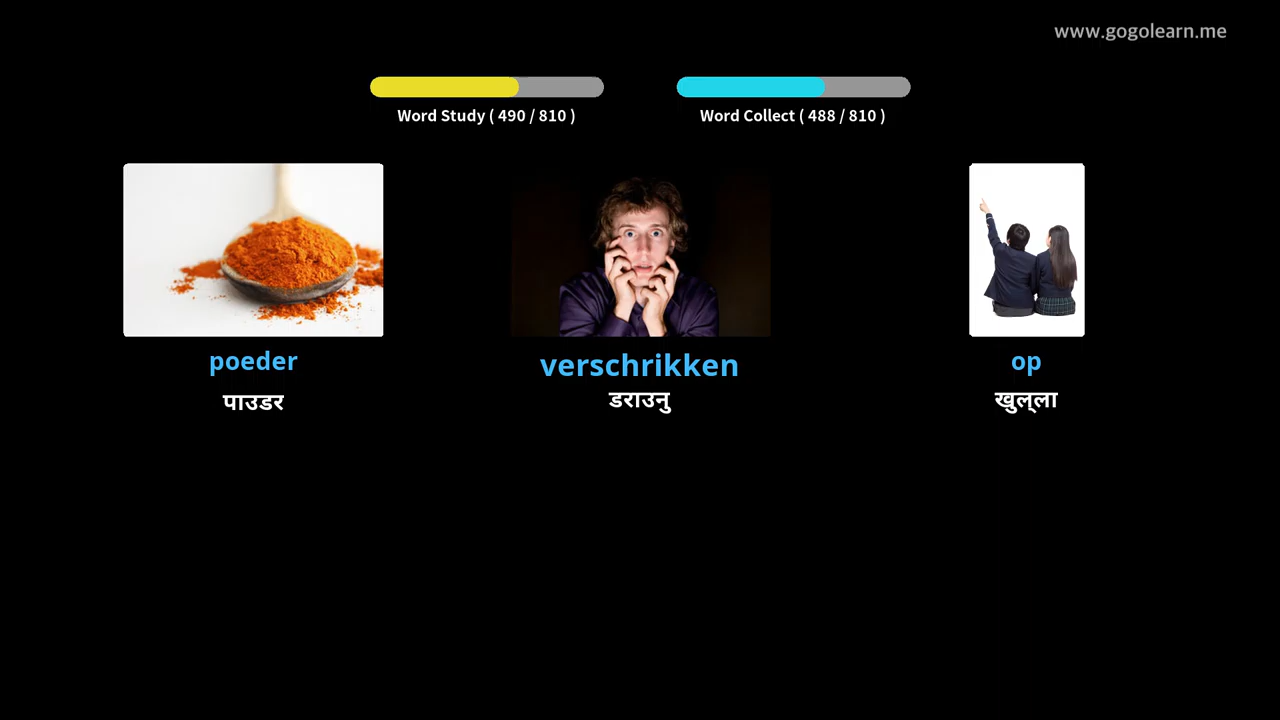 www.gogolearn.me
Word Study ( 490 / 810 )
Word Collect ( 488 / 810 )
poeder
verschrikken
op
पाउडर
डराउनु
खुल्ला